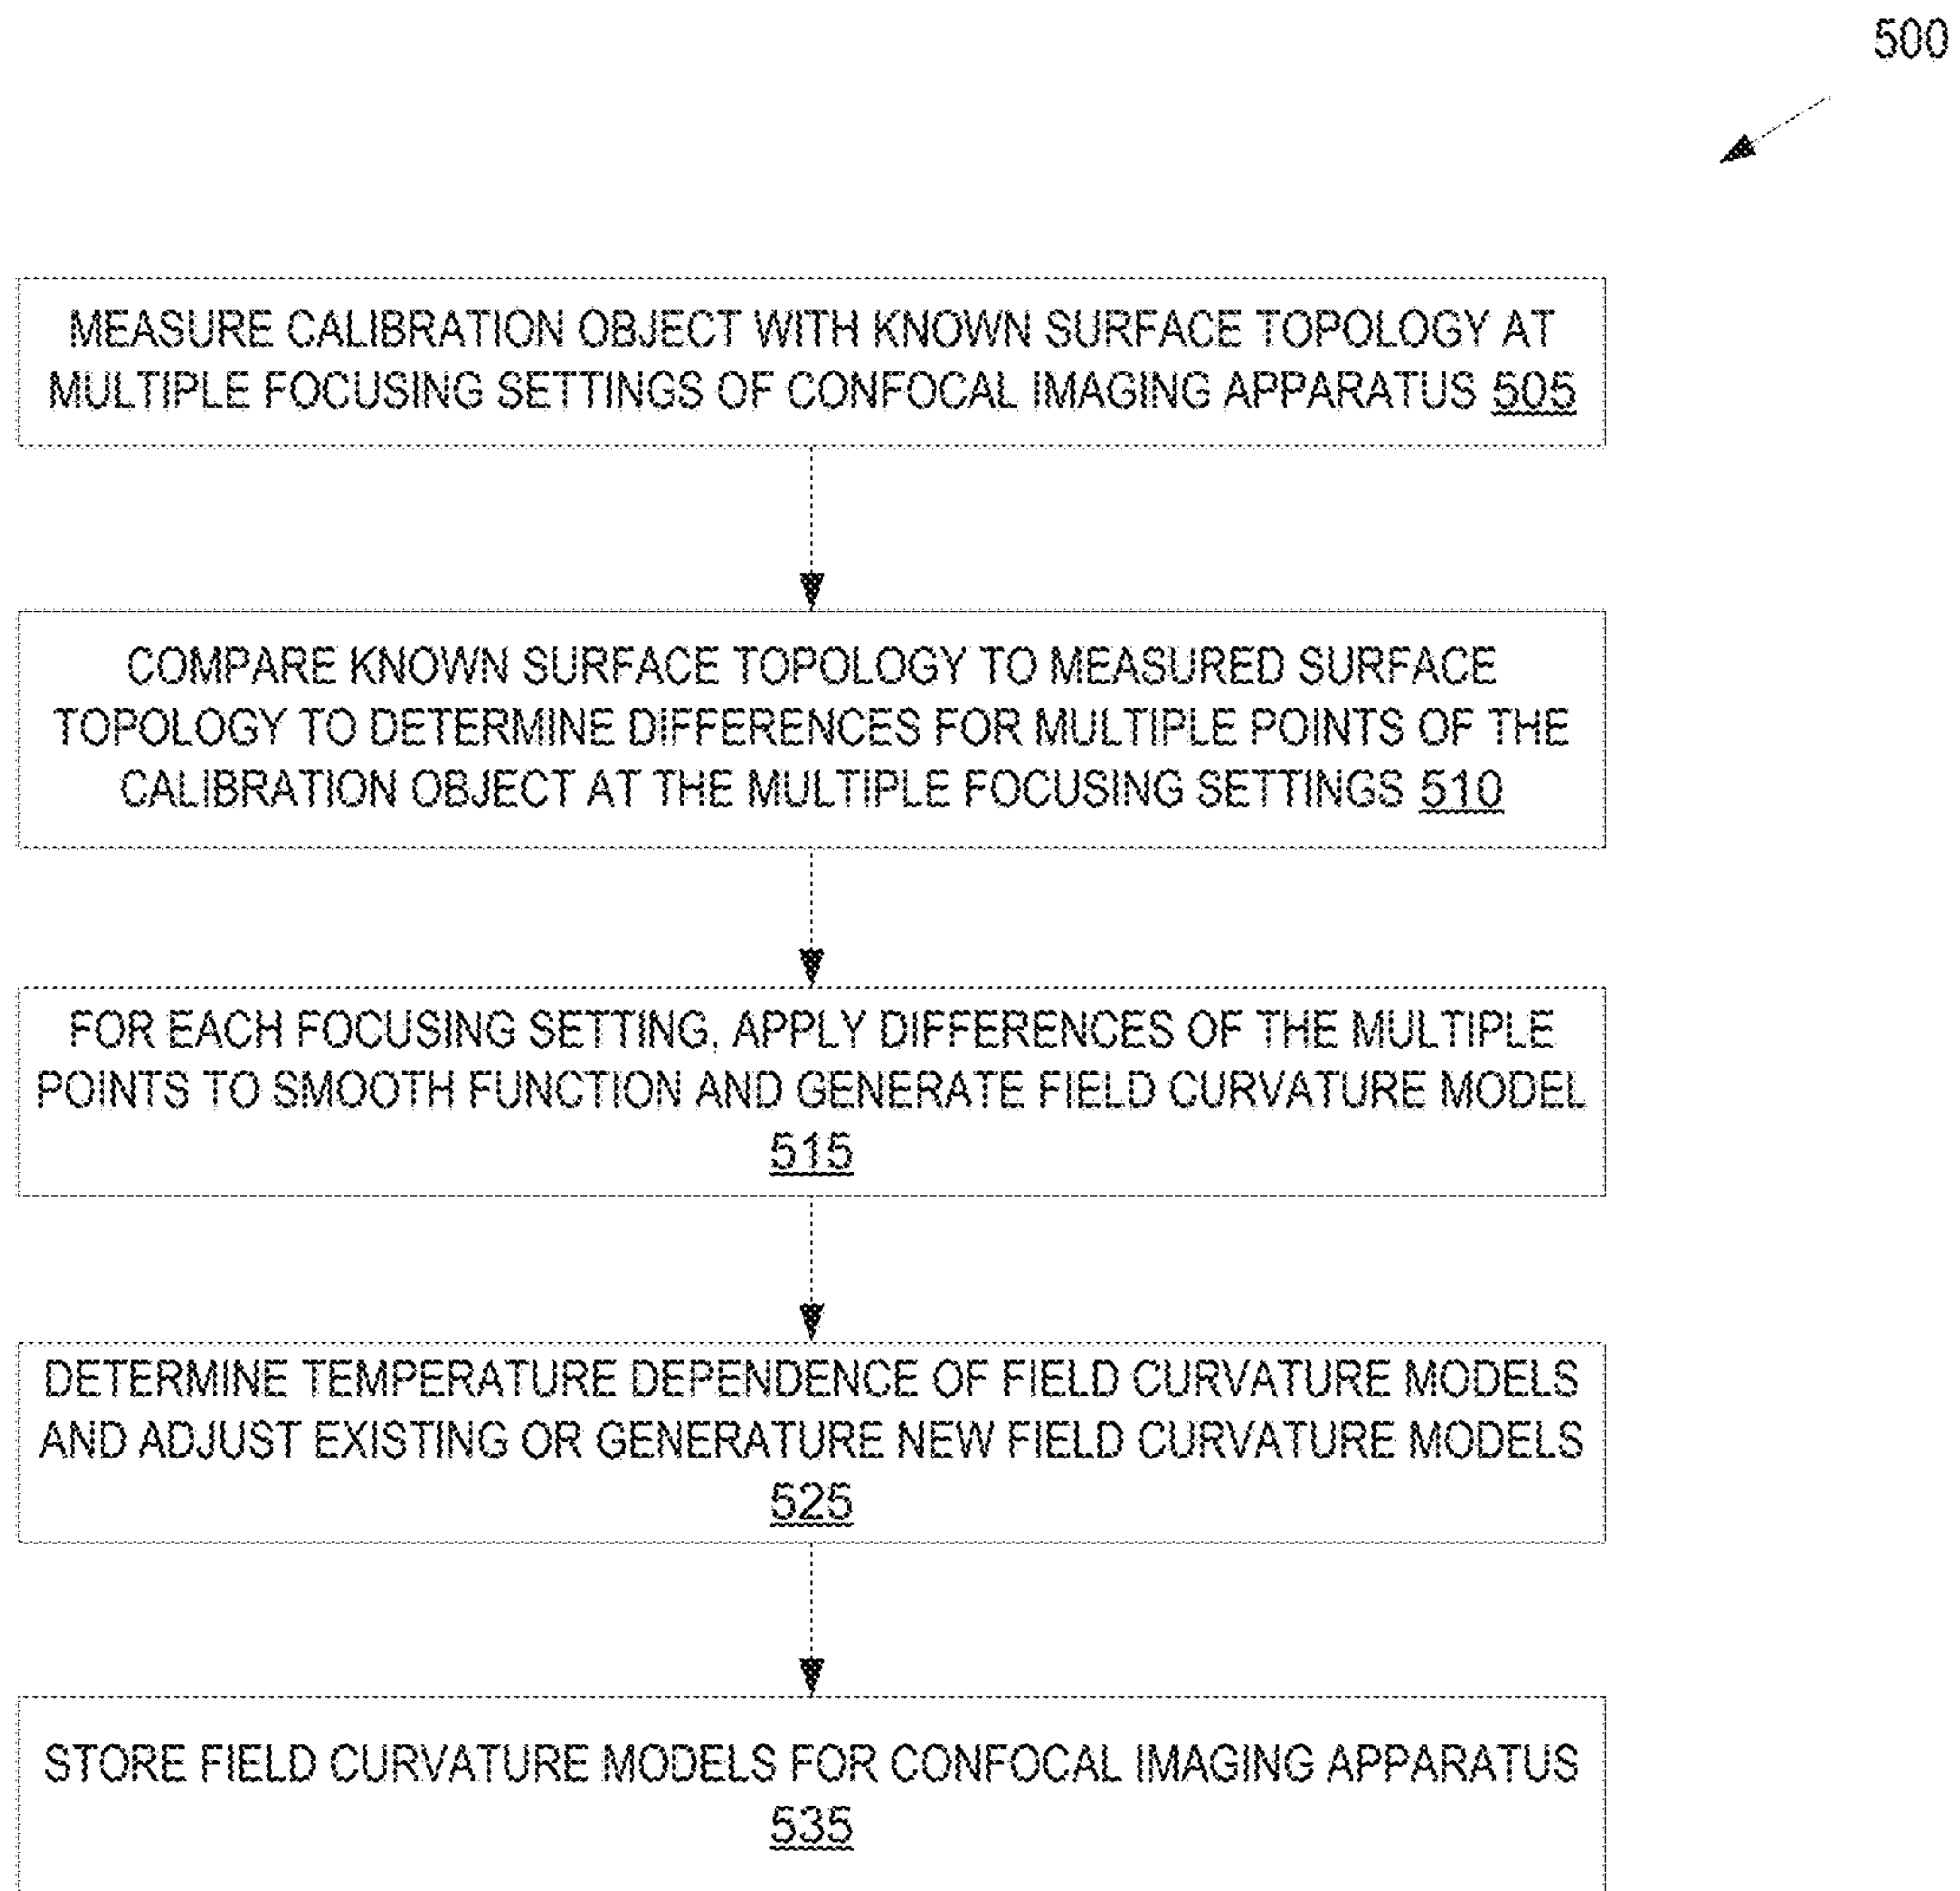 500
MEASURE CALIBRATION OBJECT WITH KNOWN SURFACE TOPOLOGY AT
MULTIPLE FOCUSING SETTINGS OF CONFOCAL IMAGING APPARATUS 505
COMPARE KNOWN SURFACE TOPOLOGY TO MEASURED SURFACE
TOPOLOGY TO DETERMINE DIFFERENCES FOR MULTIPLE POINTS OF THE
CALIBRATION OBJECT AT THE MULTIPLE FOCUSING SETTINGS 510
FOR EACH FOCUSING SETTING, APPLY DIFFERENCES OF THE MULTIPLE
POINTS TO SMOOTH FUNCTION AND GENERATE FIELD CURVATURE MODEL
515
DETERMINE TEMPERATURE DEPENDENCE OF FIELD CURVATURE MODELS
AND ADJUST EXISTING OR GENERATURE NEW FIELD CURVATURE MODELS
525
STORE FIELD CURVATURE MODELS FOR CONFOCAL IMAGING APPARATUS
535